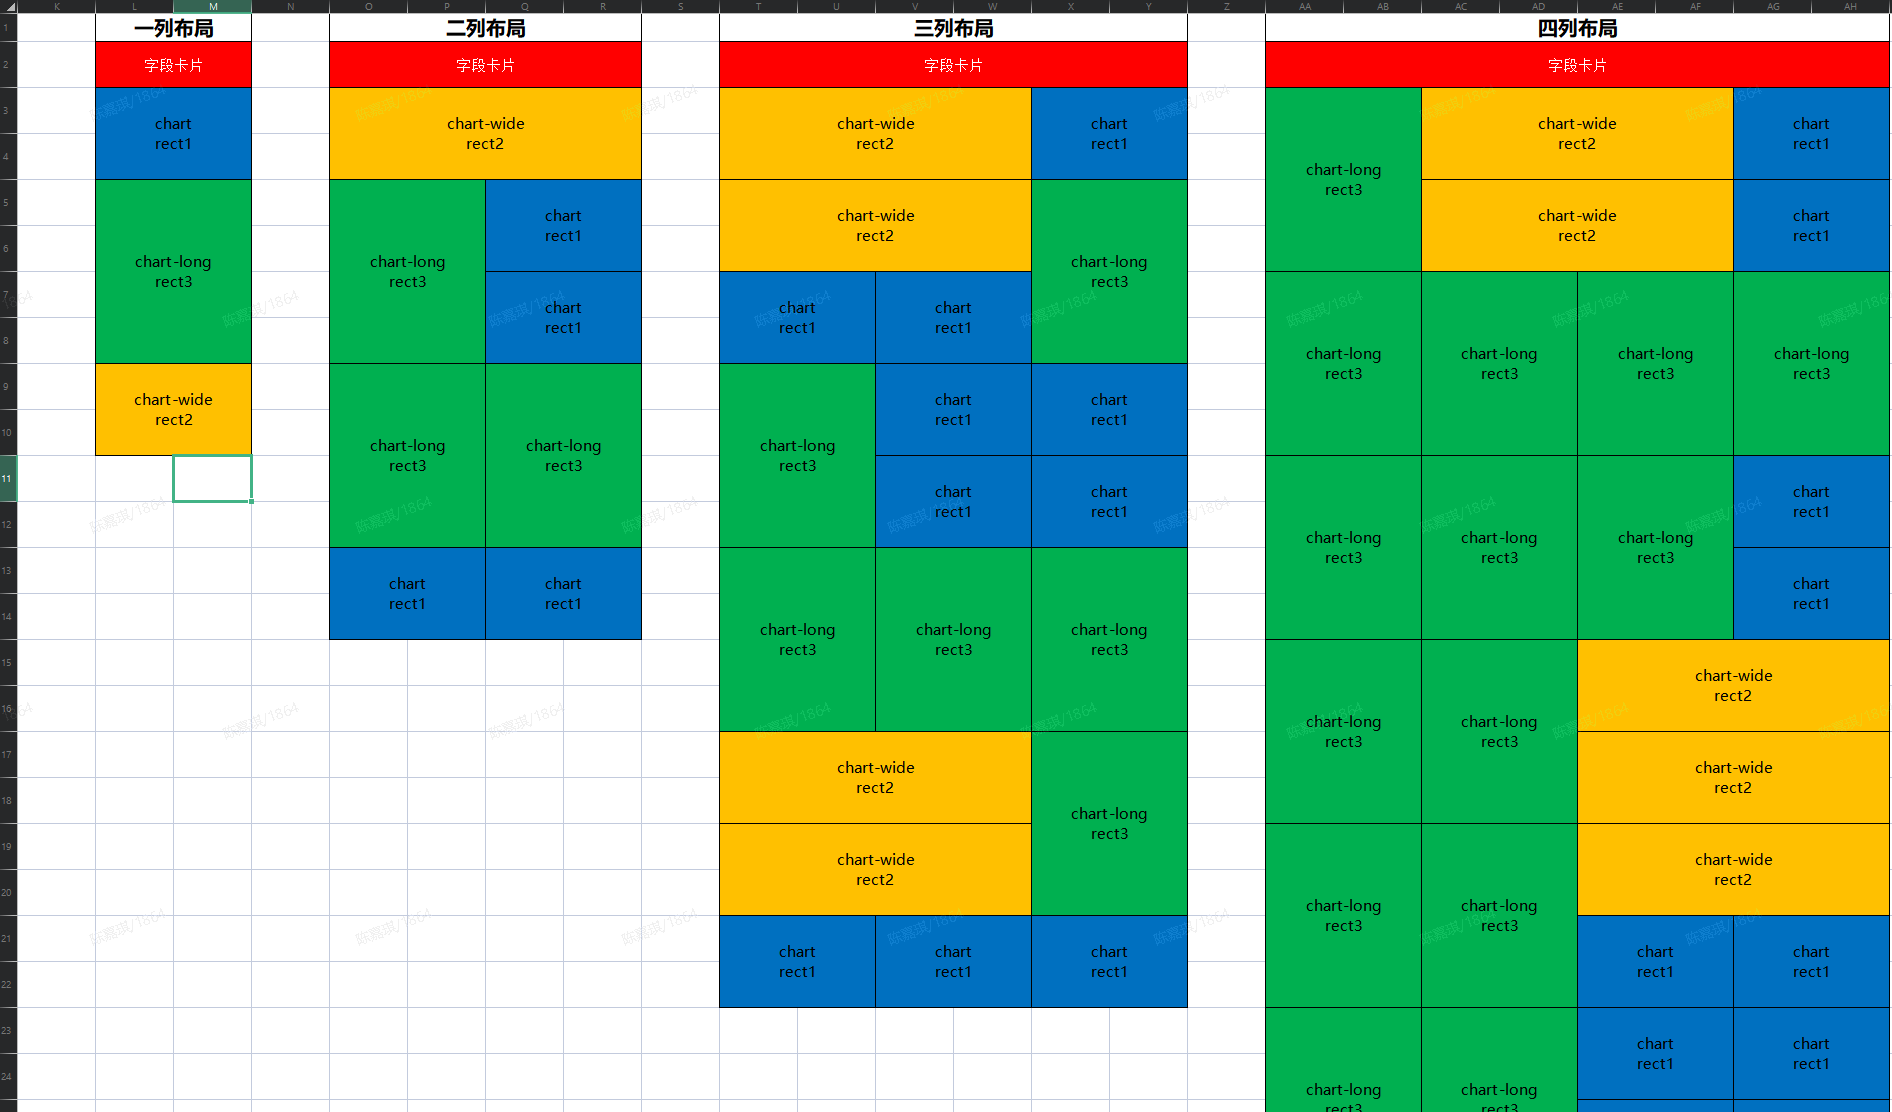 K L M N O P Q R S T U V W X Y Z AA AB AC AD AE AF AG AH
1
2
3
4
5
6
7
8
9
10
11
12
13
14
15
16
17
18
19
20
21
22
23
24
一列布局
字段卡片
chart
rect1
chart-long
rect3
chart-wide
rect2
二列布局
字段卡片
chart-wide
rect2
chart-long
rect3
chart
rect1
chart
rect1
chart-long
rect3
chart-long
rect3
chart
rect1
chart
rect1
三列布局
字段卡片
chart-wide
rect2
chart
rect1
chart-wide
rect2
chart-long
rect3
chart
rect1
chart
rect1
chart-long
rect3
chart
rect1
chart
rect1
chart
rect1
chart
rect1
chart-long
rect3
chart-long
rect3
chart-long
rect3
chart-wide
rect2
chart-long
rect3
chart-wide
rect2
chart
rect1
chart
rect1
chart
rect1
四列布局
字段卡片
chart-long
rect3
chart-wide
rect2
chart
rect1
chart-wide
rect2
chart
rect1
chart-long
rect3
chart-long
rect3
chart-long
rect3
chart-long
rect3
chart-long
rect3
chart-long
rect3
chart-long
rect3
chart
rect1
chart
rect1
chart-long
rect3
chart-long
rect3
chart-wide
rect2
chart-wide
rect2
chart-long
rect3
chart-long
rect3
chart-wide
rect2
chart
rect1
chart
rect1
chart-long
rect3
chart-long
rect3
chart
rect1
chart
rect1
陈嘉琪/1864